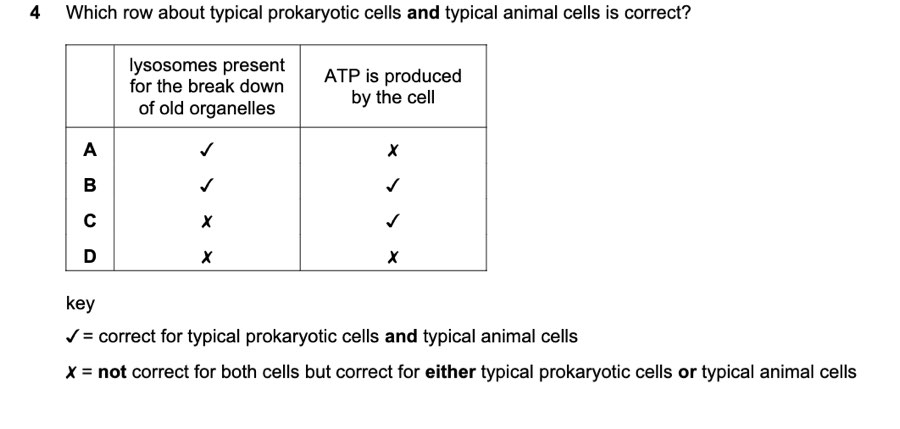 4 Which row about typical prokaryotic cells and typical animal cells is correct?
lysosomes present
for the break down
of old organelles
ATP is produced
by the cell
A ✓ ✗
B ✓ ✓
C ✗ ✓
D ✗ ✗
key
✓ = correct for typical prokaryotic cells and typical animal cells
✗ = not correct for both cells but correct for either typical prokaryotic cells or typical animal cells